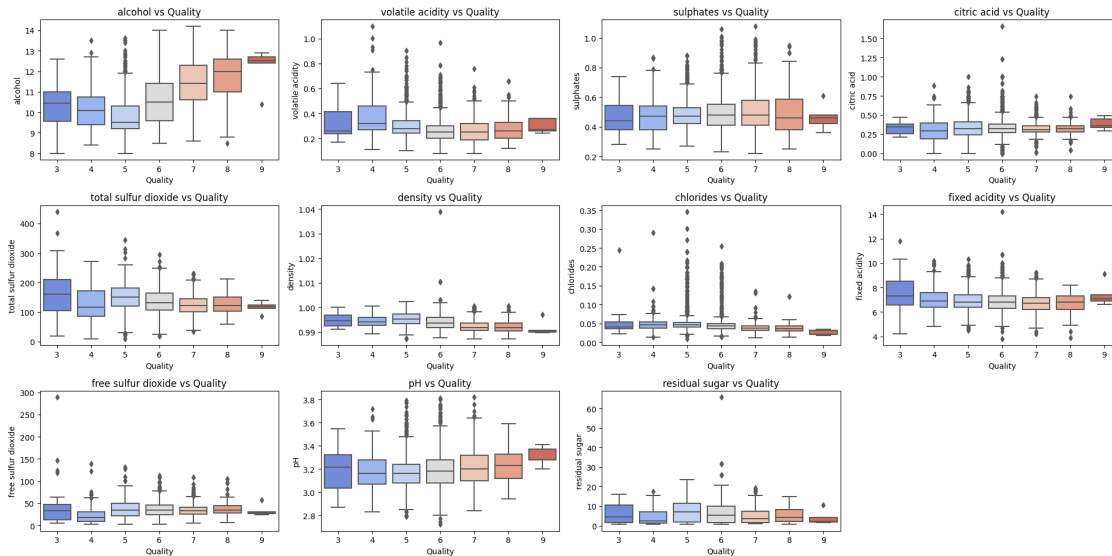 alcohol vs Quality
alcohol
14
13
12
11
10
9
8
3 4 5 6 7 8 9
Quality
volatile acidity vs Quality
volatile acidity
1.0
0.8
0.6
0.4
0.2
3 4 5 6 7 8 9
Quality
sulphates vs Quality
sulphates
1.0
0.8
0.6
0.4
0.2
3 4 5 6 7 8 9
Quality
citric acid vs Quality
citric acid
1.50
1.25
1.00
0.75
0.50
0.25
0.00
3 4 5 6 7 8 9
Quality
total sulfur dioxide vs Quality
total sulfur dioxide
400
300
200
100
0
3 4 5 6 7 8 9
Quality
density vs Quality
density
1.04
1.03
1.02
1.01
1.00
0.99
3 4 5 6 7 8 9
Quality
chlorides vs Quality
chlorides
0.35
0.30
0.25
0.20
0.15
0.10
0.05
0.00
3 4 5 6 7 8 9
Quality
fixed acidity vs Quality
fixed acidity
14
12
10
8
6
4
3 4 5 6 7 8 9
Quality
free sulfur dioxide vs Quality
free sulfur dioxide
300
250
200
150
100
50
0
3 4 5 6 7 8 9
Quality
pH vs Quality
pH
3.8
3.6
3.4
3.2
3.0
2.8
3 4 5 6 7 8 9
Quality
residual sugar vs Quality
residual sugar
60
50
40
30
20
10
0
3 4 5 6 7 8 9
Quality